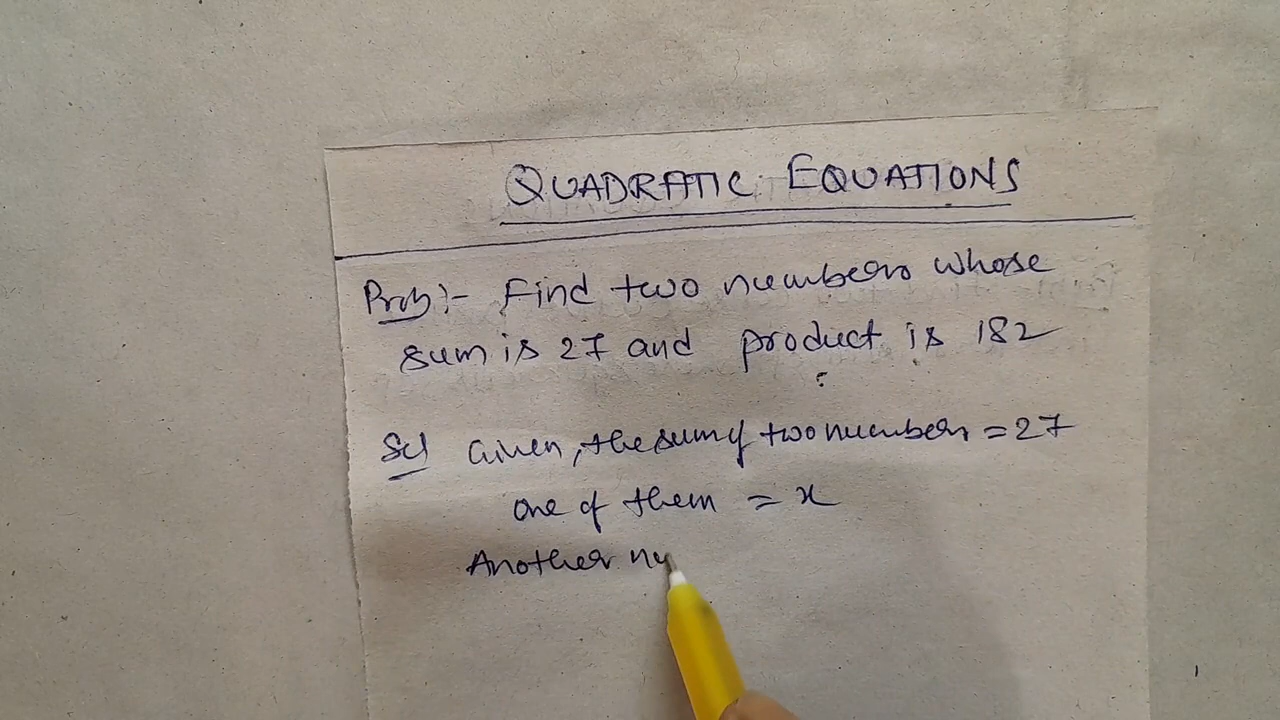 QUADRATIC EQUATIONS
Prob:- Find two numbers whose
sum is 27 and product is 182
Sol Given, the sum of two numbers = 27
one of them = x
Another nu